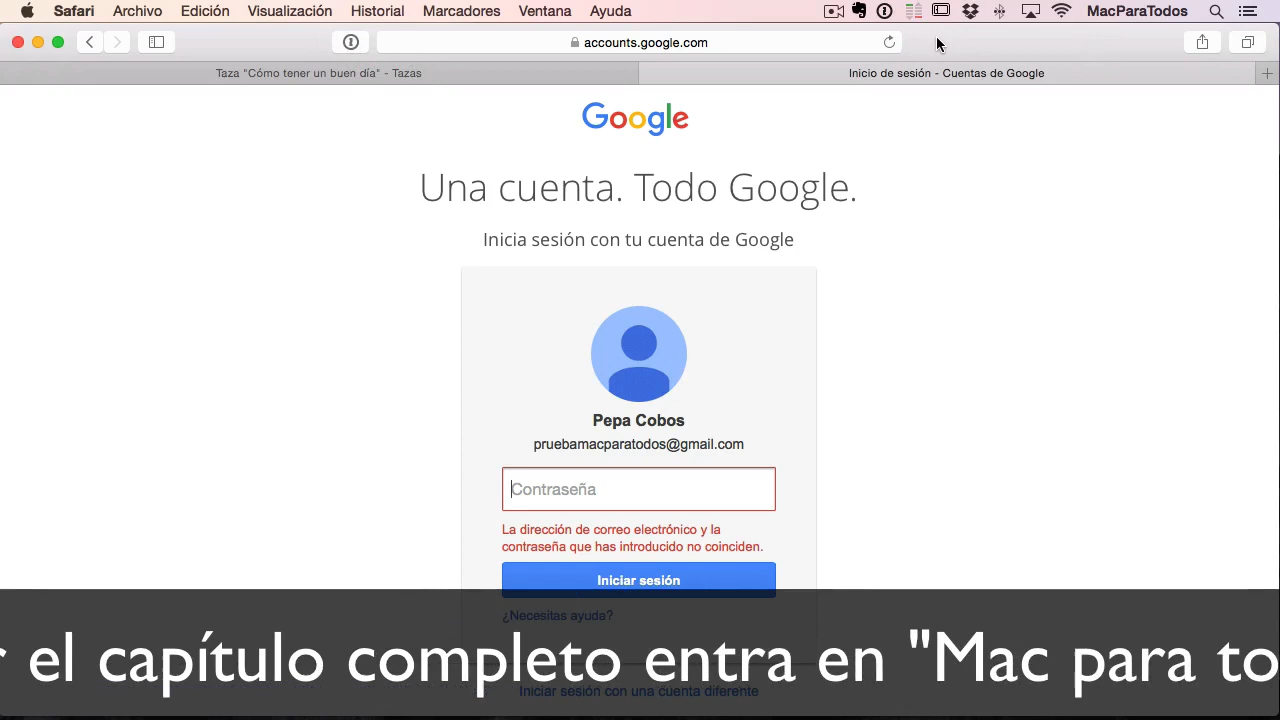 Safari Archivo Edición Visualización Historial Marcadores Ventana Ayuda MacParaTodos
accounts.google.com
Taza "Cómo tener un buen día" - Tazas Inicio de sesión - Cuentas de Google
Google
Una cuenta. Todo Google.
Inicia sesión con tu cuenta de Google
Pepa Cobos
pruebamacparatodos@gmail.com
Contraseña
La dirección de correo electrónico y la
contraseña que has introducido no coinciden.
Iniciar sesión
¿Necesitas ayuda?
r el capítulo completo entra en "Mac para to
Iniciar sesión con una cuenta diferente